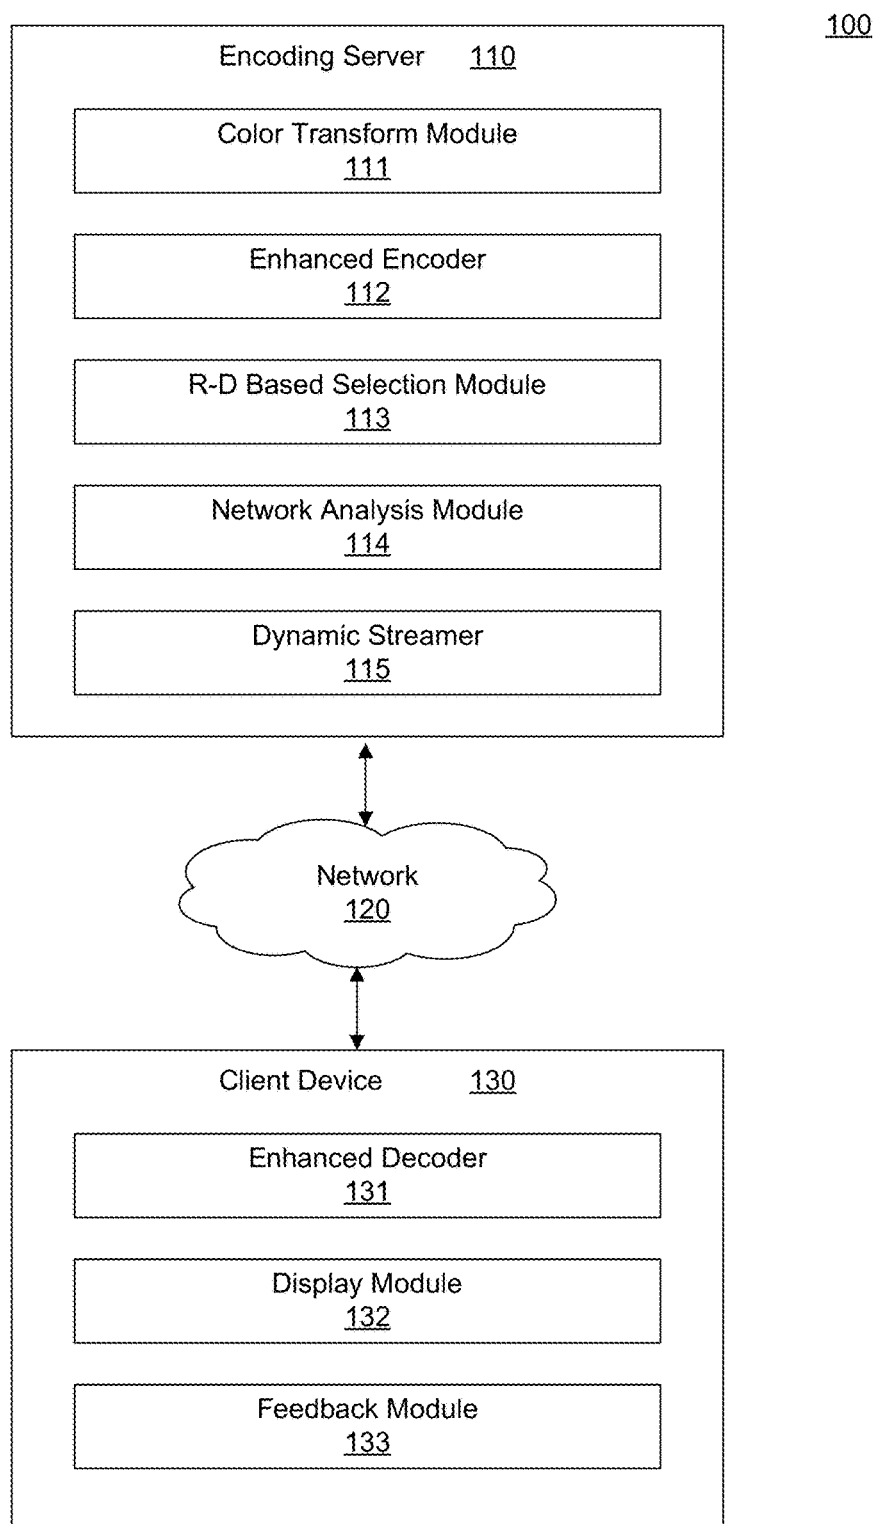 100
Encoding Server 110
Color Transform Module
111
Enhanced Encoder
112
R-D Based Selection Module
113
Network Analysis Module
114
Dynamic Streamer
115
Network
120
Client Device 130
Enhanced Decoder
131
Display Module
132
Feedback Module
133